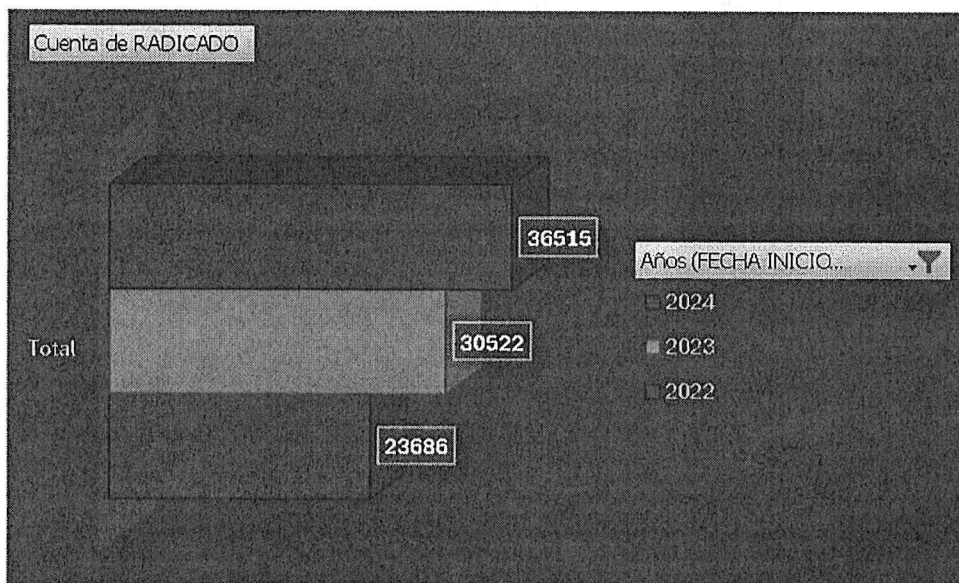 Cuenta de RADICADO
36515
Años (FECHA INICIO...
2024
Total
30522
2023
2022
23686